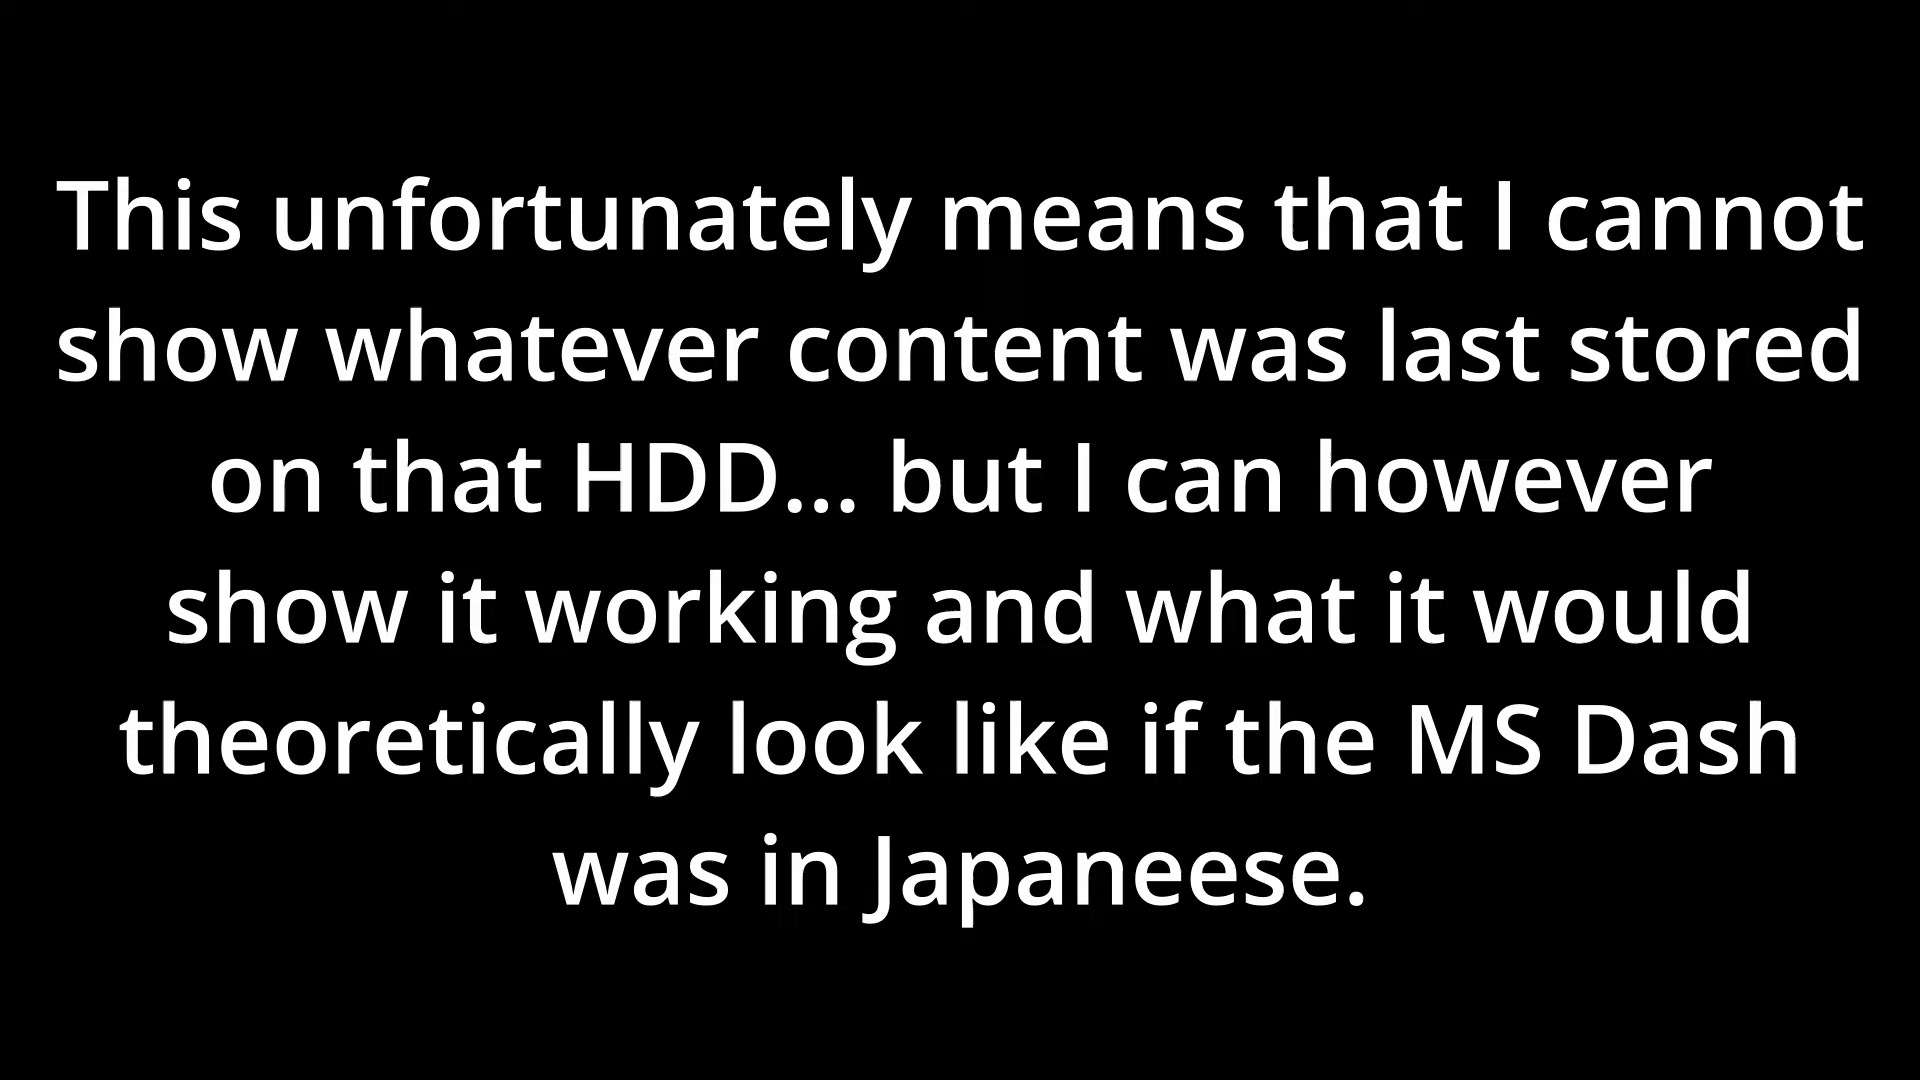 This unfortunately means that I cannot
show whatever content was last stored
on that HDD... but I can however
show it working and what it would
theoretically look like if the MS Dash
was in Japaneese.